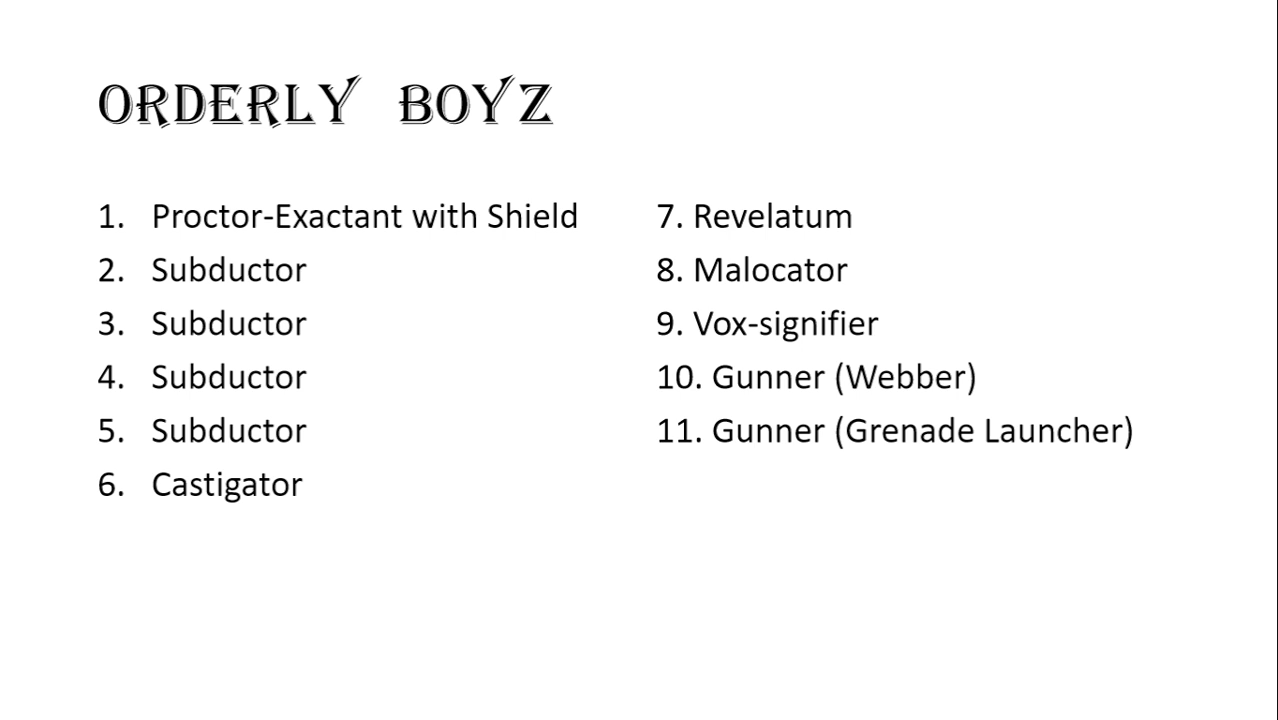 ORDERLY BOYZ
1. Proctor-Exactant with Shield
2. Subductor
3. Subductor
4. Subductor
5. Subductor
6. Castigator
7. Revelatum
8. Malocator
9. Vox-signifier
10. Gunner (Webber)
11. Gunner (Grenade Launcher)